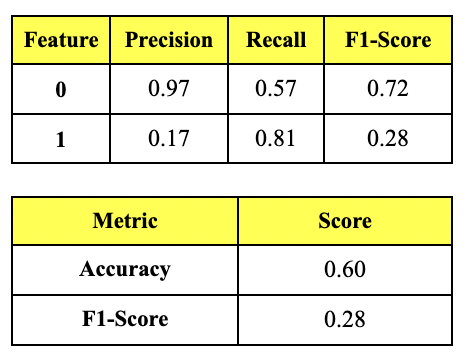 Feature Precision Recall F1-Score
0 0.97 0.57 0.72
1 0.17 0.81 0.28
Metric Score
Accuracy 0.60
F1-Score 0.28